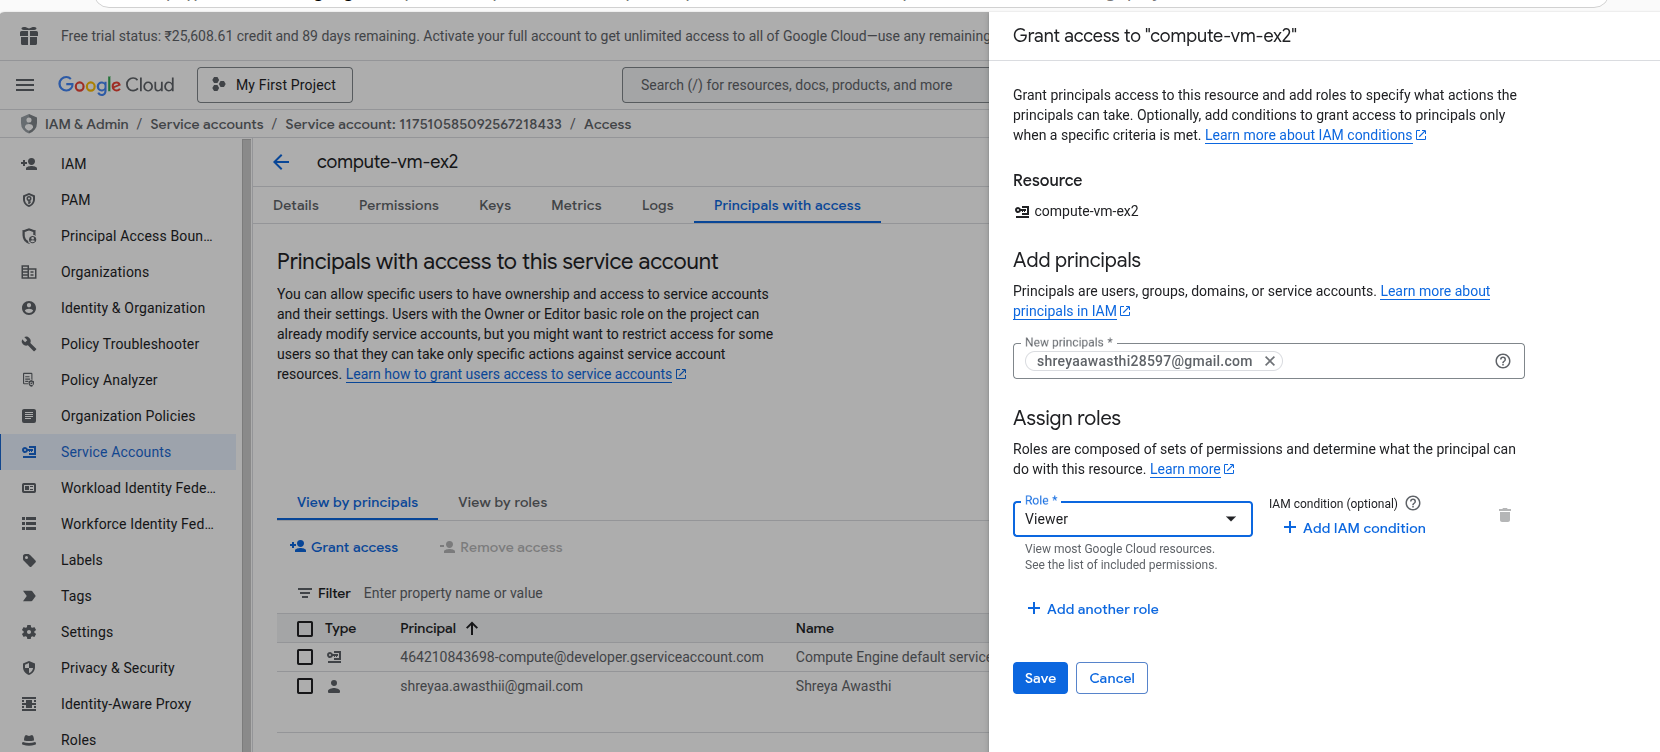 Free trial status: ₹25,608.61 credit and 89 days remaining. Activate your full account to get unlimited access to all of Google Cloud—use any remaining
Google Cloud
My First Project
Search (/) for resources, docs, products, and more
IAM & Admin / Service accounts / Service account: 117510585092567218433 / Access
IAM
PAM
Principal Access Boun...
Organizations
Identity & Organization
Policy Troubleshooter
Policy Analyzer
Organization Policies
Service Accounts
Workload Identity Fede...
Workforce Identity Fed...
Labels
Tags
Settings
Privacy & Security
Identity-Aware Proxy
Roles
compute-vm-ex2
Details Permissions Keys Metrics Logs Principals with access
Principals with access to this service account
You can allow specific users to have ownership and access to service accounts
and their settings. Users with the Owner or Editor basic role on the project can
already modify service accounts, but you might want to restrict access for some
users so that they can take only specific actions against service account
resources. Learn how to grant users access to service accounts
View by principals View by roles
Grant access Remove access
Filter Enter property name or value
Type Principal Name
464210843698-compute@developer.gserviceaccount.com Compute Engine default service
shreyaa.awasthii@gmail.com Shreya Awasthi
Grant access to "compute-vm-ex2"
Grant principals access to this resource and add roles to specify what actions the
principals can take. Optionally, add conditions to grant access to principals only
when a specific criteria is met. Learn more about IAM conditions
Resource
compute-vm-ex2
Add principals
Principals are users, groups, domains, or service accounts. Learn more about
principals in IAM
New principals *
shreyaawasthi28597@gmail.com
Assign roles
Roles are composed of sets of permissions and determine what the principal can
do with this resource. Learn more
Role *
Viewer
IAM condition (optional)
+ Add IAM condition
View most Google Cloud resources.
See the list of included permissions.
+ Add another role
Save Cancel